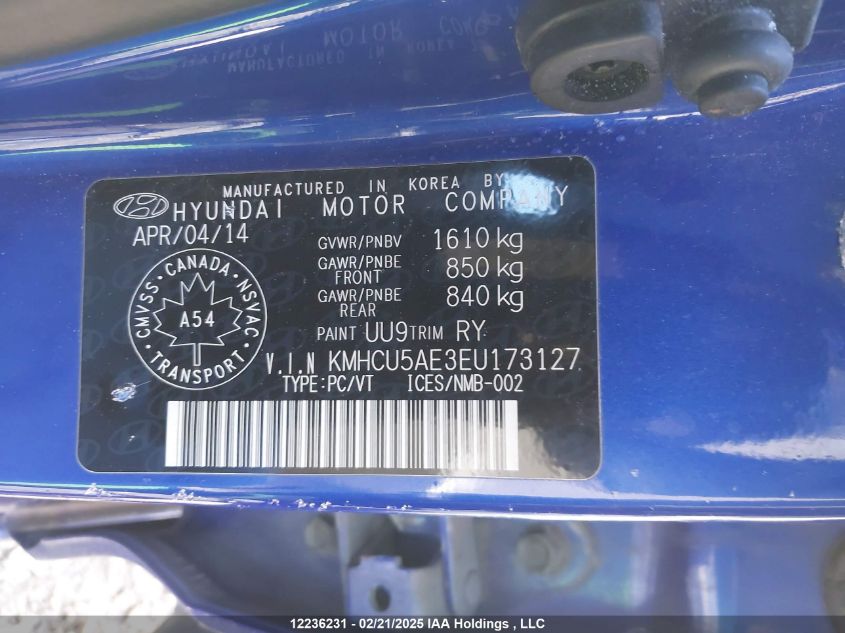 MANUFACTURED IN KOREA BY
HYUNDAI MOTOR COMPANY
APR/04/14
GVWR/PNBV 1610 kg
GAWR/PNBE FRONT 850 kg
GAWR/PNBE REAR 840 kg
CANADA
CMVSS NSVAC
A54
TRANSPORT
PAINT UU9 TRIM RY
V.I.N KMHCU5AE3EU173127
TYPE:PC/VT ICES/NMB-002
12236231 - 02/21/2025 IAA Holdings , LLC